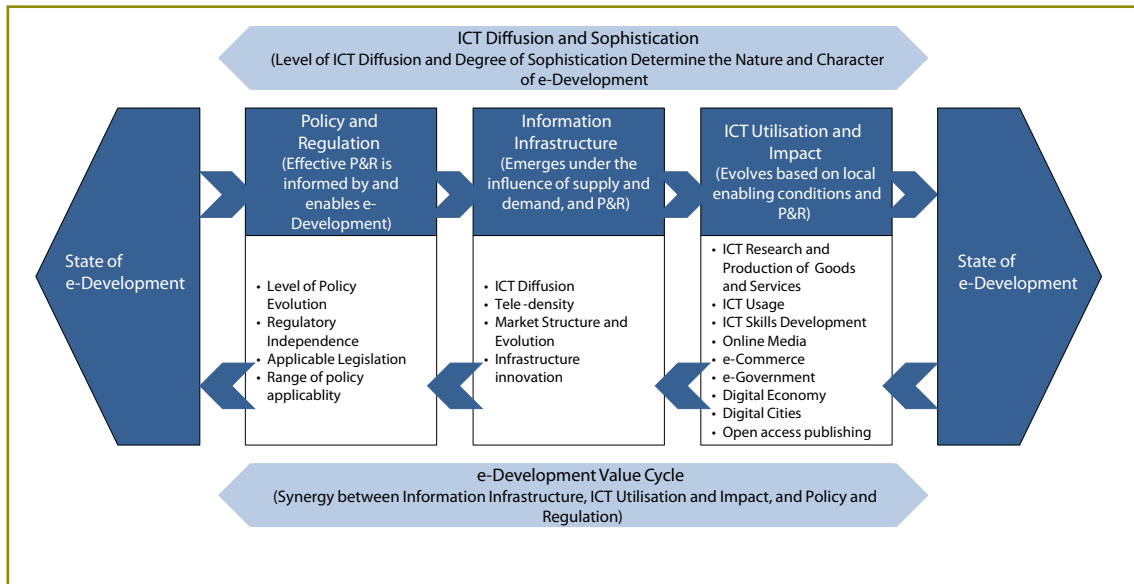 ICT Diffusion and Sophistication
(Level of ICT Diffusion and Degree of Sophistication Determine the Nature and Character
of e-Development
State of
e-Development
Policy and
Regulation
(Effective P&R is
informed by and
enables e-
Development)
• Level of Policy
Evolution
• Regulatory
Independence
• Applicable Legislation
• Range of policy
applicablity
Information
Infrastructure
(Emerges under the
influence of supply and
demand, and P&R)
• ICT Diffusion
• Tele-density
• Market Structure and
Evolution
• Infrastructure
innovation
ICT Utilisation and
Impact
(Evolves based on local
enabling conditions and
P&R)
• ICT Research and
Production of Goods
and Services
• ICT Usage
• ICT Skills Development
• Online Media
• e-Commerce
• e-Government
• Digital Economy
• Digital Cities
• Open access publishing
State of
e-Development
e-Development Value Cycle
(Synergy between Information Infrastructure, ICT Utilisation and Impact, and Policy and
Regulation)